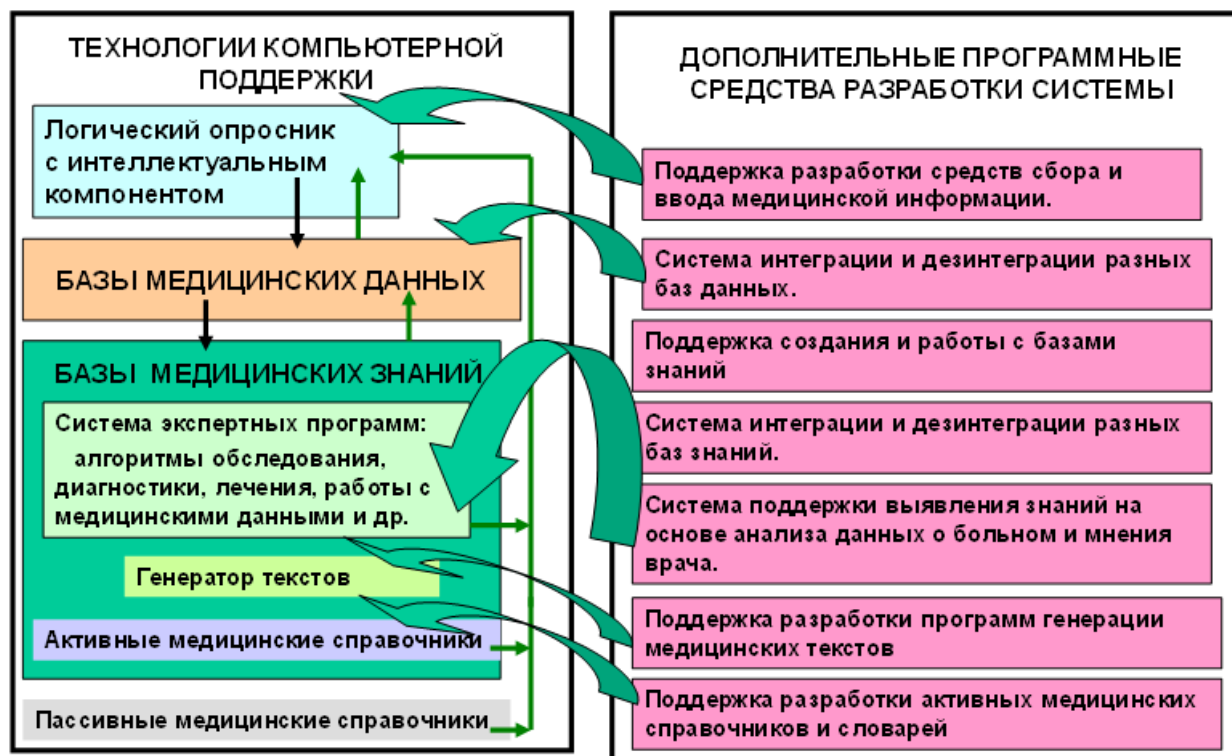 ТЕХНОЛОГИИ КОМПЬЮТЕРНОЙ
ПОДДЕРЖКИ
Логический опросник
с интеллектуальным
компонентом
БАЗЫ МЕДИЦИНСКИХ ДАННЫХ
БАЗЫ МЕДИЦИНСКИХ ЗНАНИЙ
Система экспертных программ:
алгоритмы обследования,
диагностики, лечения, работы с
медицинскими данными и др.
Генератор текстов
Активные медицинские справочники
Пассивные медицинские справочники
ДОПОЛНИТЕЛЬНЫЕ ПРОГРАММНЫЕ
СРЕДСТВА РАЗРАБОТКИ СИСТЕМЫ
Поддержка разработки средств сбора и
ввода медицинской информации.
Система интеграции и дезинтеграции разных
баз данных.
Поддержка создания и работы с базами
знаний
Система интеграции и дезинтеграции разных
баз знаний.
Система поддержки выявления знаний на
основе анализа данных о больном и мнения
врача.
Поддержка разработки программ генерации
медицинских текстов
Поддержка разработки активных медицинских
справочников и словарей